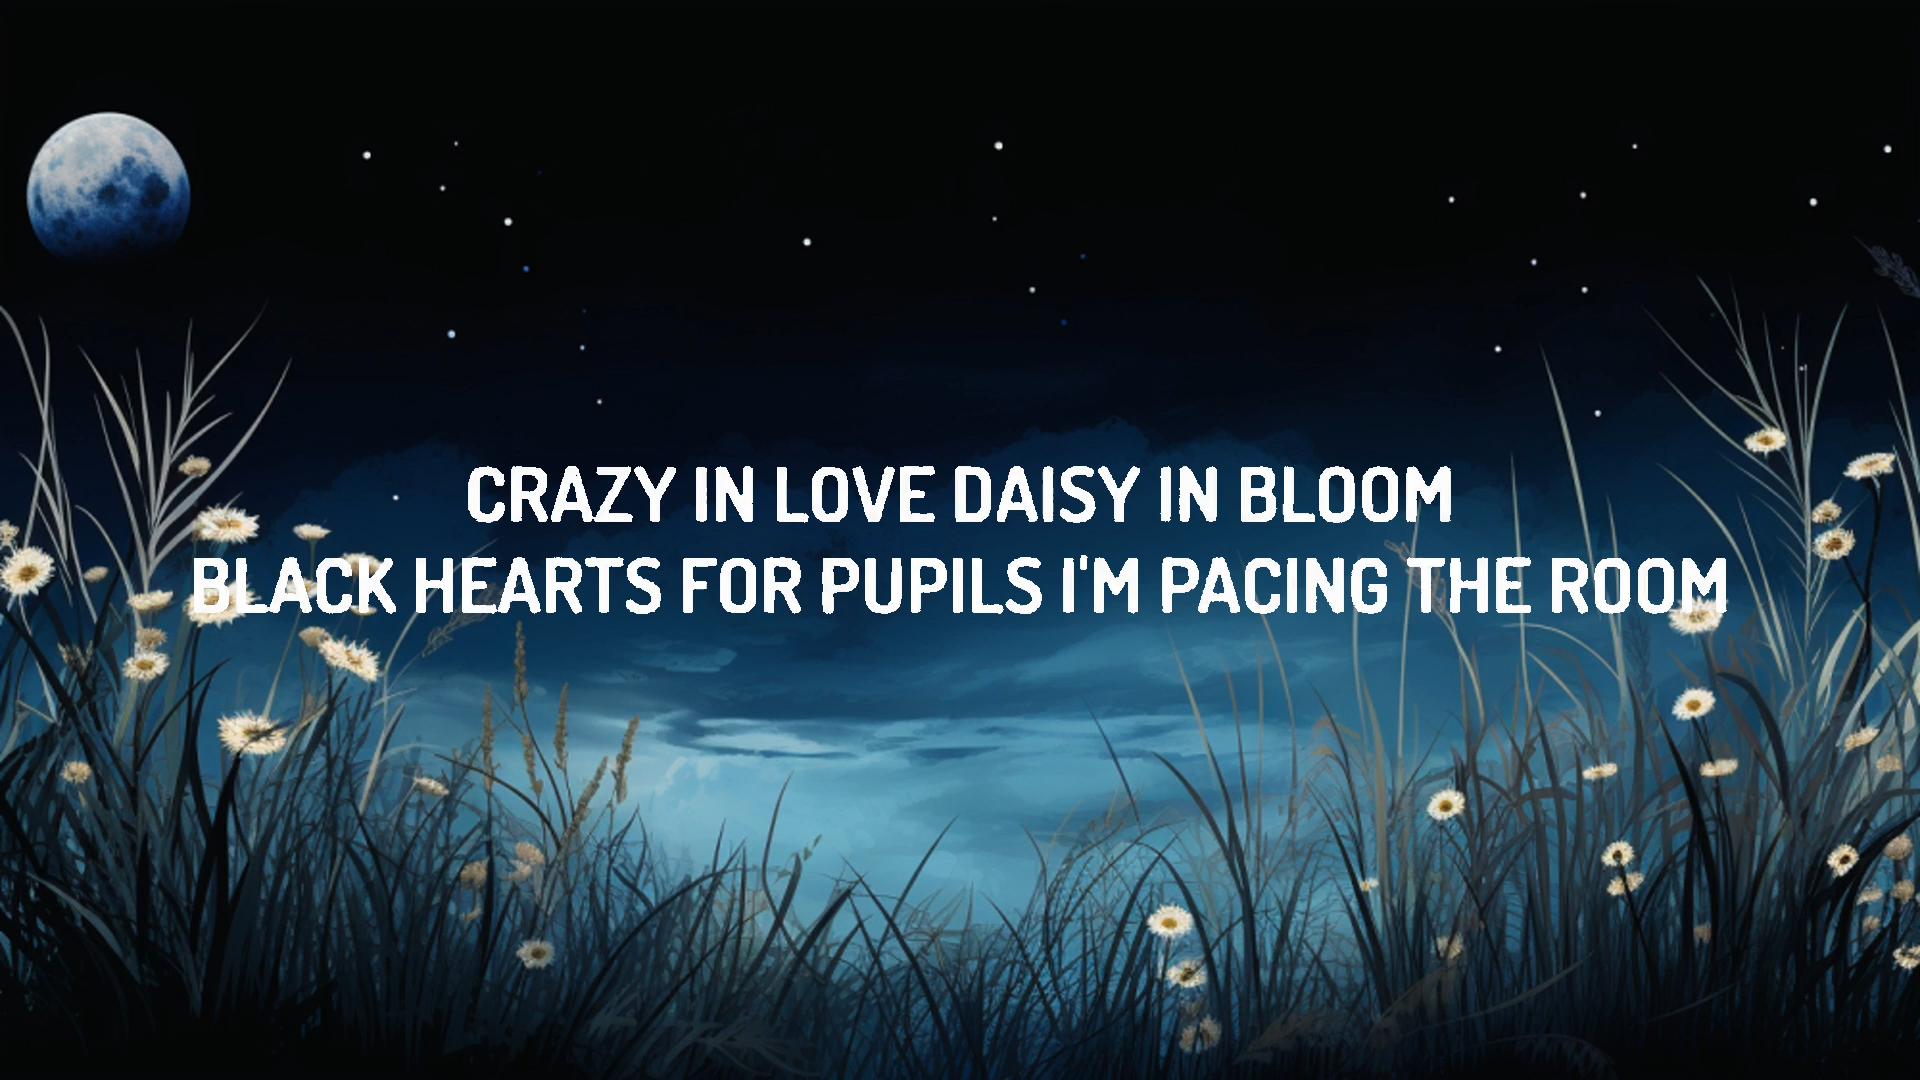 CRAZY IN LOVE DAISY IN BLOOM
BLACK HEARTS FOR PUPILS I'M PACING THE ROOM